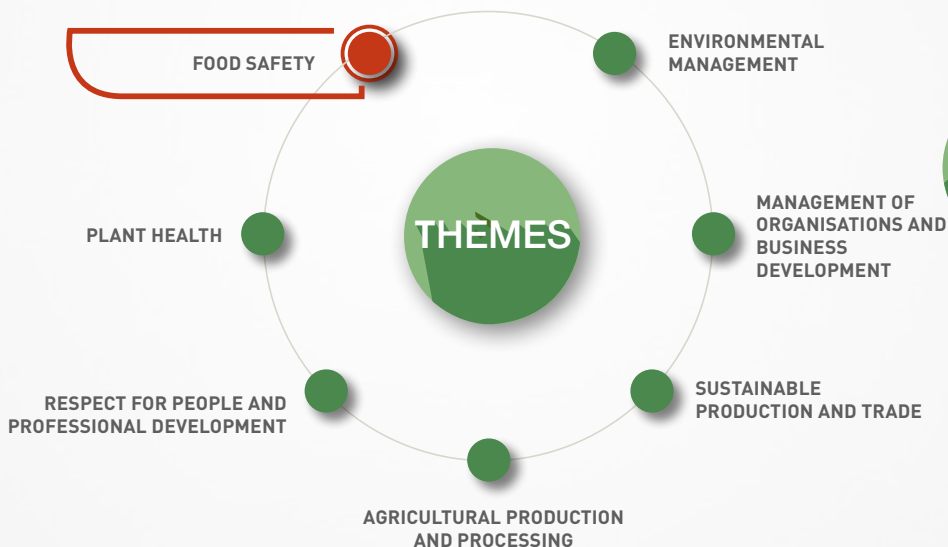 FOOD SAFETY
ENVIRONMENTAL
MANAGEMENT
THEMES
PLANT HEALTH
MANAGEMENT OF
ORGANISATIONS AND
BUSINESS
DEVELOPMENT
RESPECT FOR PEOPLE AND
PROFESSIONAL DEVELOPMENT
SUSTAINABLE
PRODUCTION AND TRADE
AGRICULTURAL PRODUCTION
AND PROCESSING